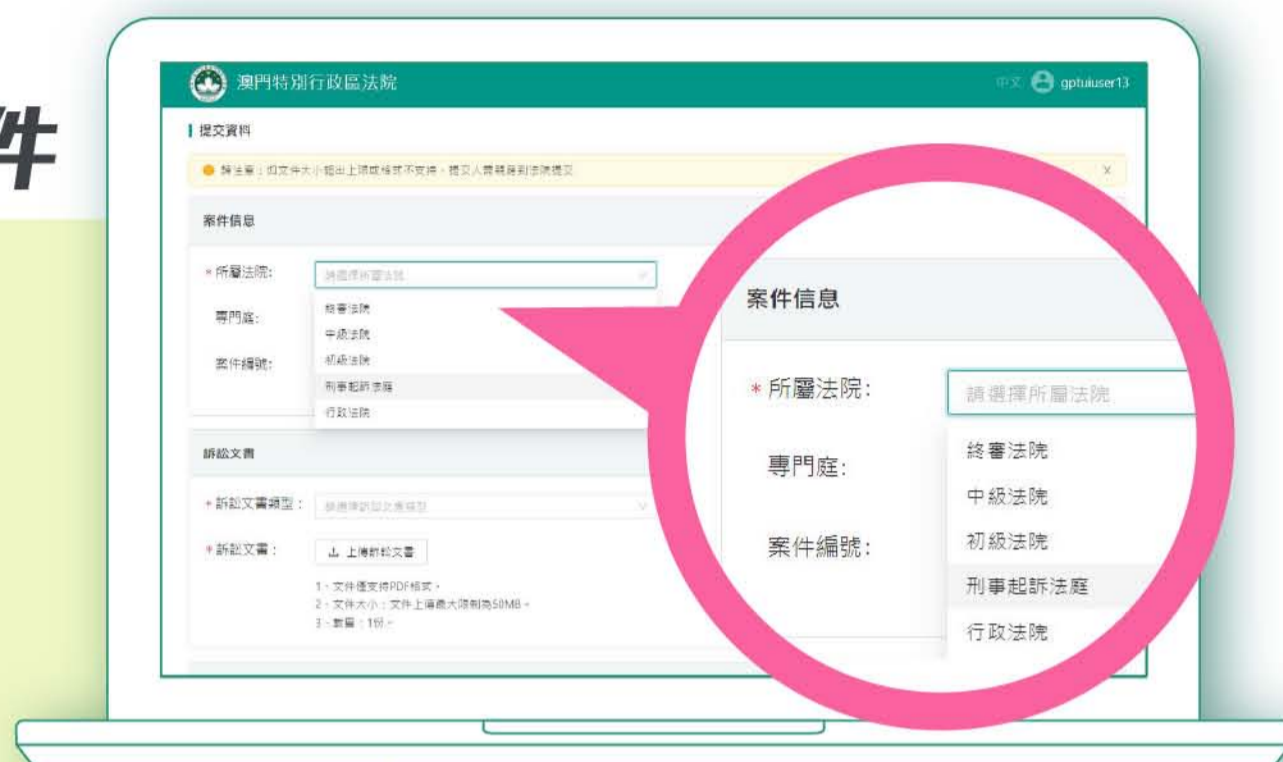 件
澳門特別行政區法院
中文 gptuiuser13
提交資料
請注意：如文件大小超出上限或格式不支持，提交人需親身到法院提交
案件信息
* 所屬法院:
請選擇所屬法院
專門庭:
終審法院
中級法院
案件編號:
初級法院
刑事起訴法庭
行政法院
訴訟文書
* 訴訟文書類型：
請選擇訴訟文書類型
* 訴訟文書：
上傳訴訟文書
1、文件僅支持PDF格式。
2、文件大小：文件上傳最大限制為50MB。
3、數量：1份。
案件信息
* 所屬法院:
請選擇所屬法院
專門庭:
終審法院
中級法院
案件編號:
初級法院
刑事起訴法庭
行政法院